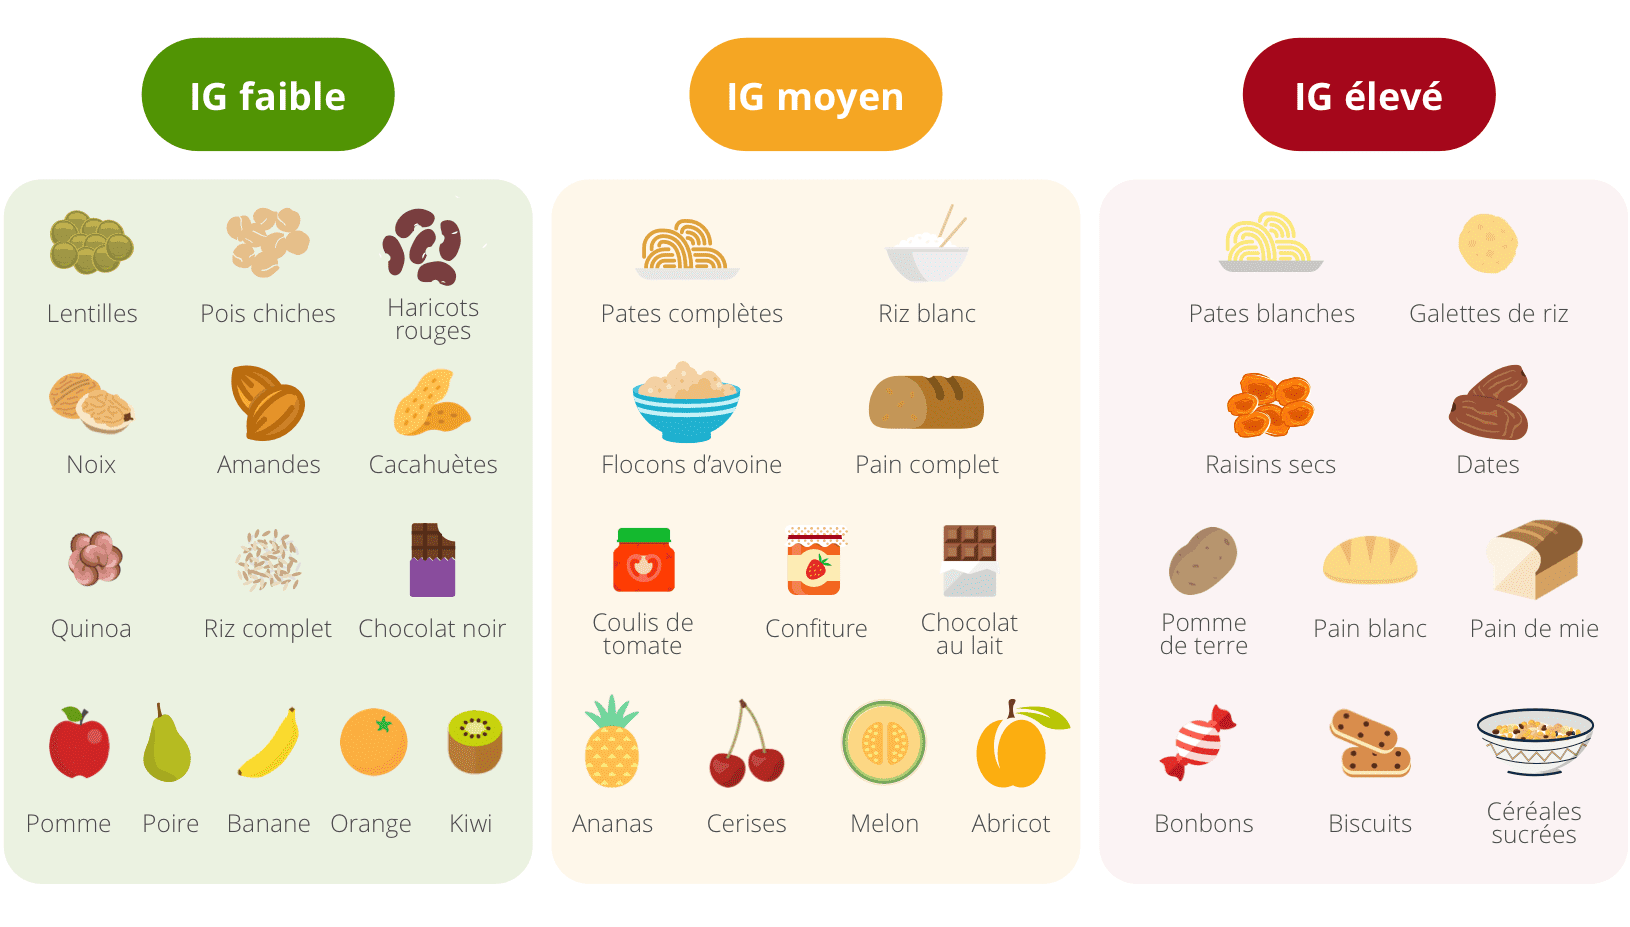 IG faible
IG moyen
IG élevé
Lentilles
Pois chiches
Haricots
rouges
Noix
Amandes
Cacahuètes
Quinoa
Riz complet
Chocolat noir
Pomme
Poire
Banane
Orange
Kiwi
Pates complètes
Riz blanc
Flocons d’avoine
Pain complet
Coulis de
tomate
Confiture
Chocolat
au lait
Ananas
Cerises
Melon
Abricot
Pates blanches
Galettes de riz
Raisins secs
Dates
Pomme
de terre
Pain blanc
Pain de mie
Bonbons
Biscuits
Céréales
sucrées